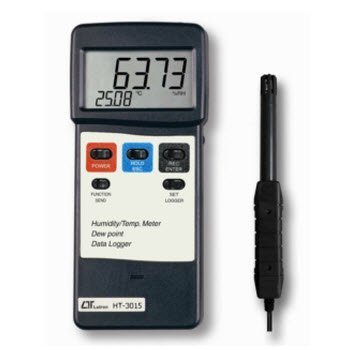 63.73
25.08 °C %RH
POWER HOLD ESC REC ENTER
FUNCTION SEND SET LOGGER
Humidity/Temp. Meter
Dew point
Data Logger
Lutron HT-3015